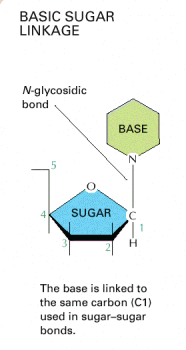 BASIC SUGAR
LINKAGE
N-glycosidic
bond
BASE
N
5
O
4
SUGAR
C
1
3
2
H
The base is linked to
the same carbon (C1)
used in sugar–sugar
bonds.